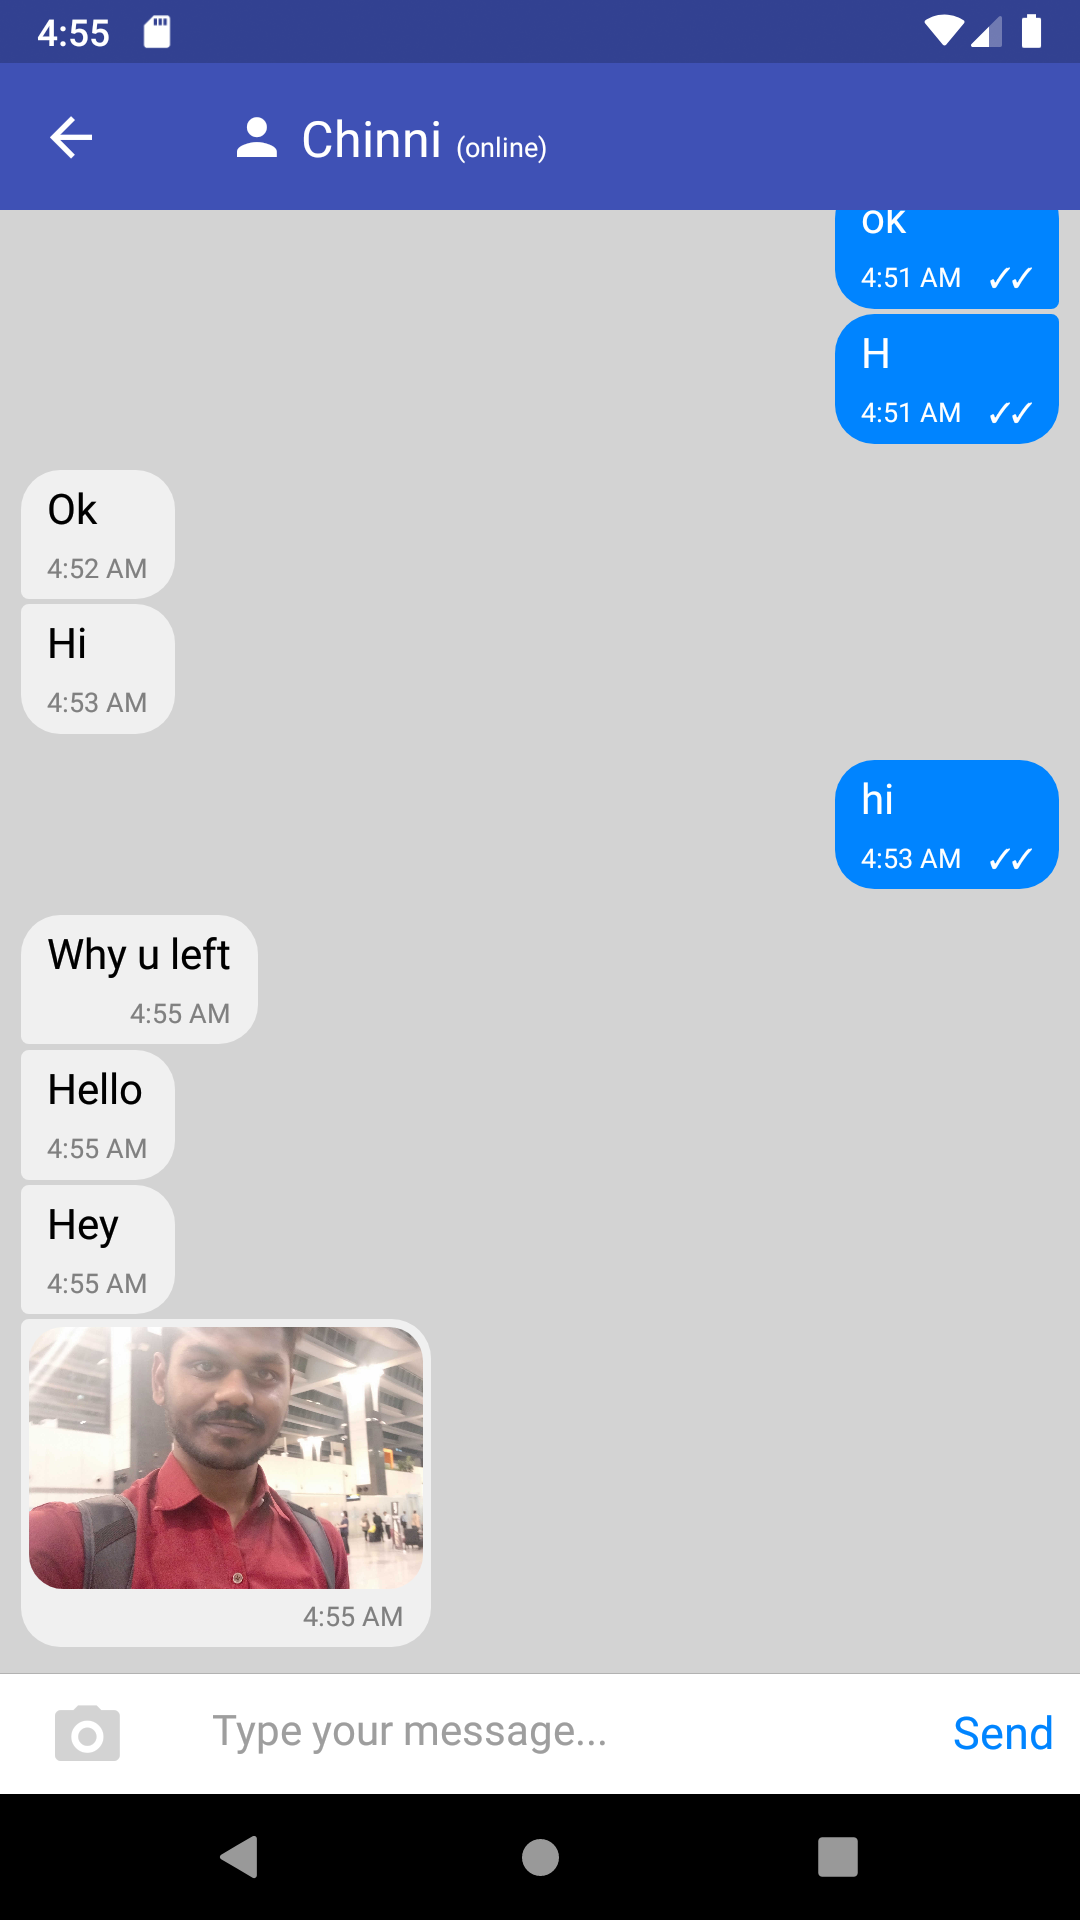 4:55
Chinni (online)
OK
4:51 AM ✓✓
H
4:51 AM ✓✓
Ok
4:52 AM
Hi
4:53 AM
hi
4:53 AM ✓✓
Why u left
4:55 AM
Hello
4:55 AM
Hey
4:55 AM
4:55 AM
Type your message...
Send